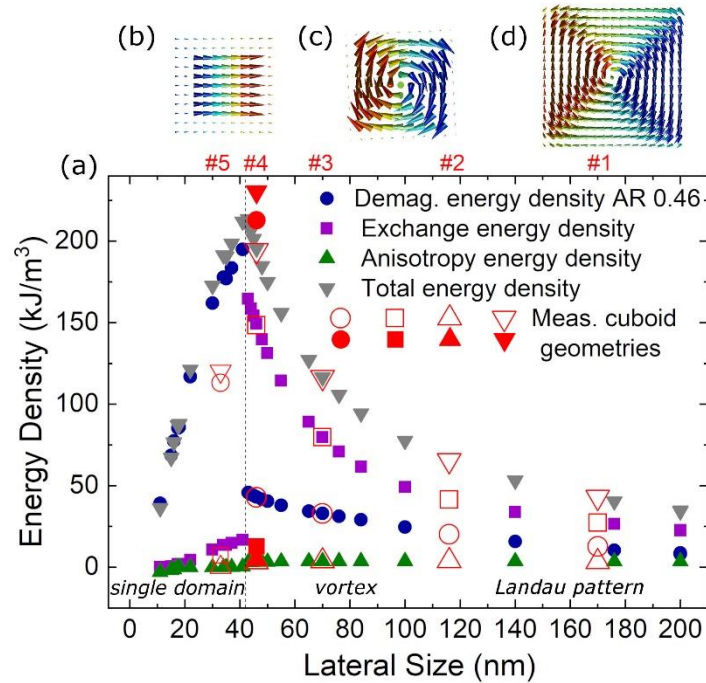 (b)
(c)
(d)
(a)
#5 #4 #3 #2 #1
Demag. energy density AR 0.46
Exchange energy density
Anisotropy energy density
Total energy density
Meas. cuboid
geometries
Energy Density (kJ/m³)
200
150
100
50
0
single domain vortex Landau pattern
0 20 40 60 80 100 120 140 160 180 200
Lateral Size (nm)